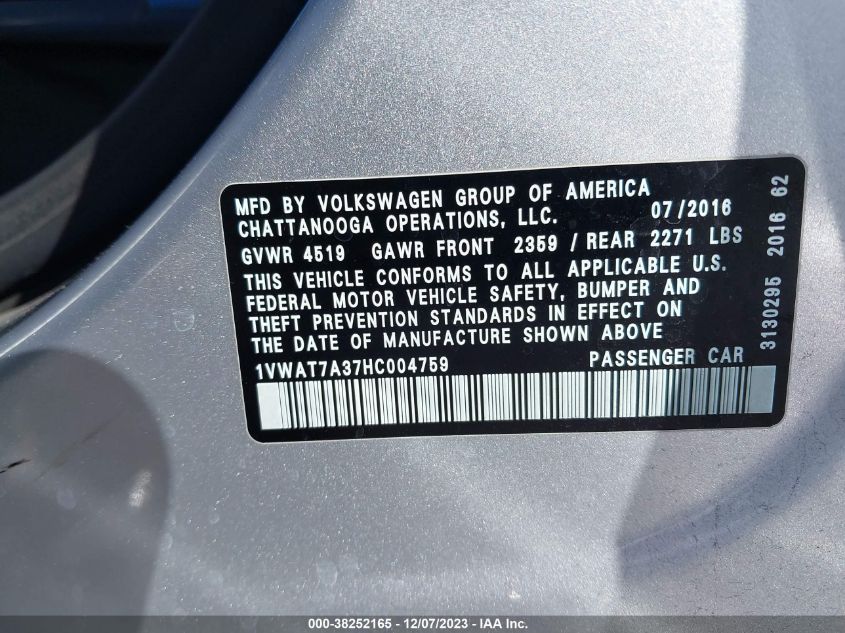 MFD BY VOLKSWAGEN GROUP OF AMERICA
CHATTANOOGA OPERATIONS, LLC. 07/2016
GVWR 4519 GAWR FRONT 2359 / REAR 2271 LBS
THIS VEHICLE CONFORMS TO ALL APPLICABLE U.S.
FEDERAL MOTOR VEHICLE SAFETY, BUMPER AND
THEFT PREVENTION STANDARDS IN EFFECT ON
THE DATE OF MANUFACTURE SHOWN ABOVE
1VWAT7A37HC004759 PASSENGER CAR
3130295 2016 62
000-38252165 - 12/07/2023 - IAA Inc.